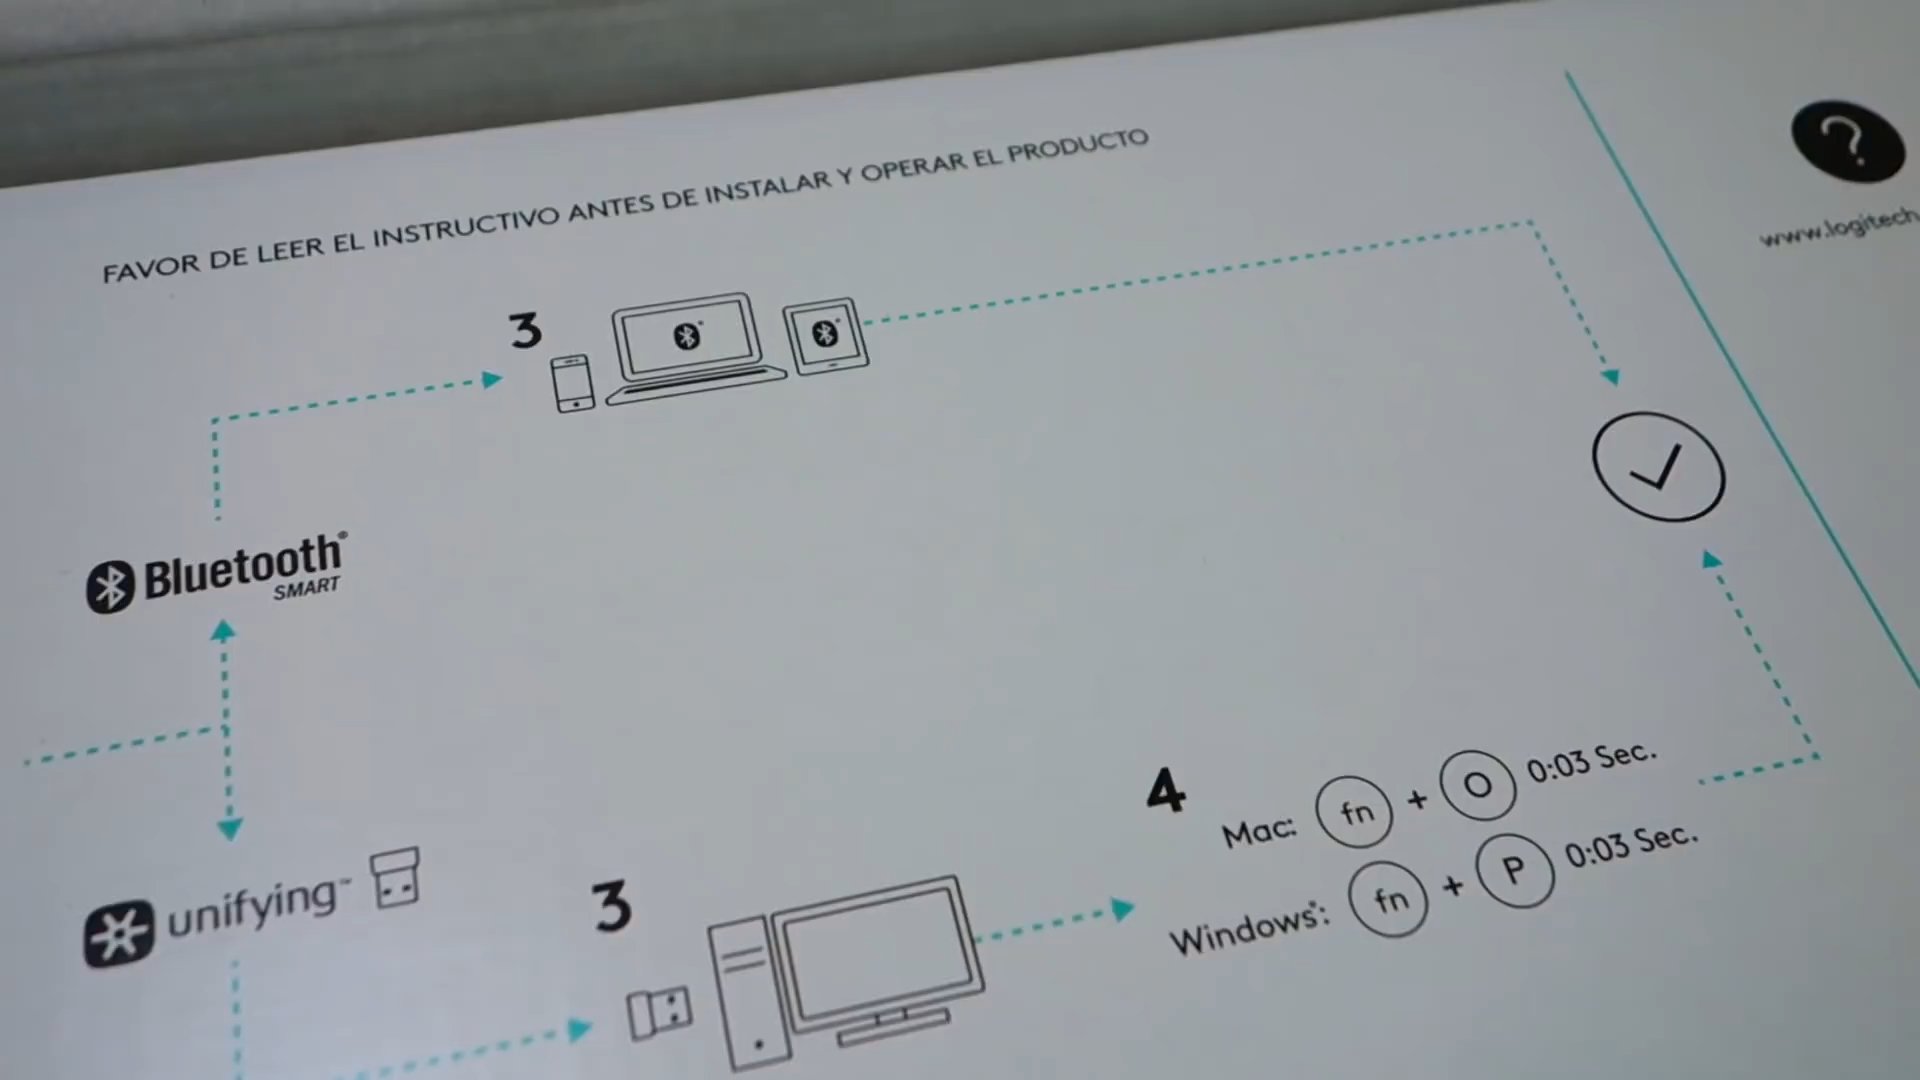 FAVOR DE LEER EL INSTRUCTIVO ANTES DE INSTALAR Y OPERAR EL PRODUCTO
?
www.logitech
3
Bluetooth®
SMART
4
Mac: fn + O 0:03 Sec.
Windows®: fn + P 0:03 Sec.
unifying™
3